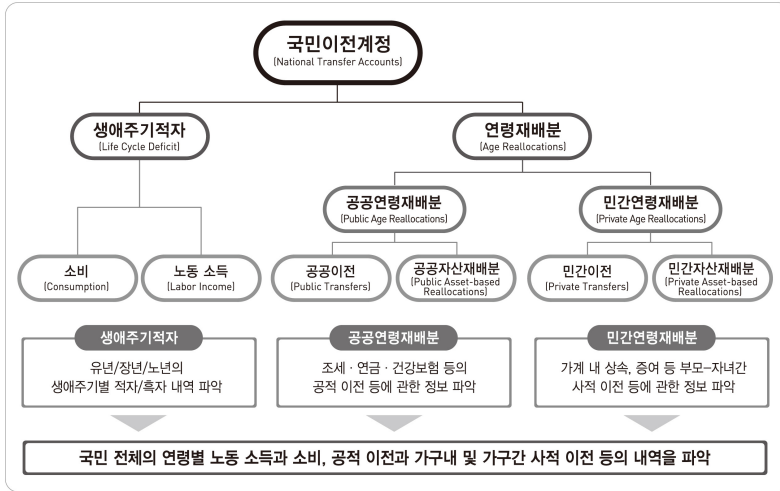 국민이전계정
(National Transfer Accounts)
생애주기적자
(Life Cycle Deficit)
연령재배분
(Age Reallocations)
공공연령재배분
(Public Age Reallocations)
민간연령재배분
(Private Age Reallocations)
소비
(Consumption)
노동 소득
(Labor Income)
공공이전
(Public Transfers)
공공자산재배분
(Public Asset-based
Reallocations)
민간이전
(Private Transfers)
민간자산재배분
(Private Asset-based
Reallocations)
생애주기적자
유년/장년/노년의
생애주기별 적자/흑자 내역 파악
공공연령재배분
조세 · 연금 · 건강보험 등의
공적 이전 등에 관한 정보 파악
민간연령재배분
가계 내 상속, 증여 등 부모–자녀간
사적 이전 등에 관한 정보 파악
국민 전체의 연령별 노동 소득과 소비, 공적 이전과 가구내 및 가구간 사적 이전 등의 내역을 파악